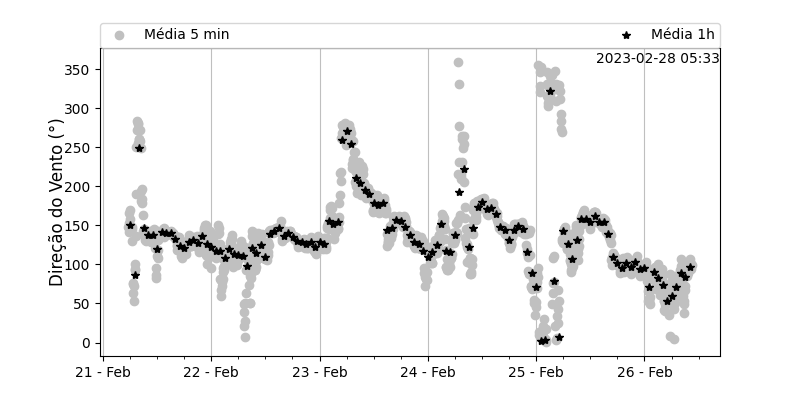 Média 5 min
Média 1h
2023-02-28 05:33
Direção do Vento (°)
350
300
250
200
150
100
50
0
21 - Feb
22 - Feb
23 - Feb
24 - Feb
25 - Feb
26 - Feb